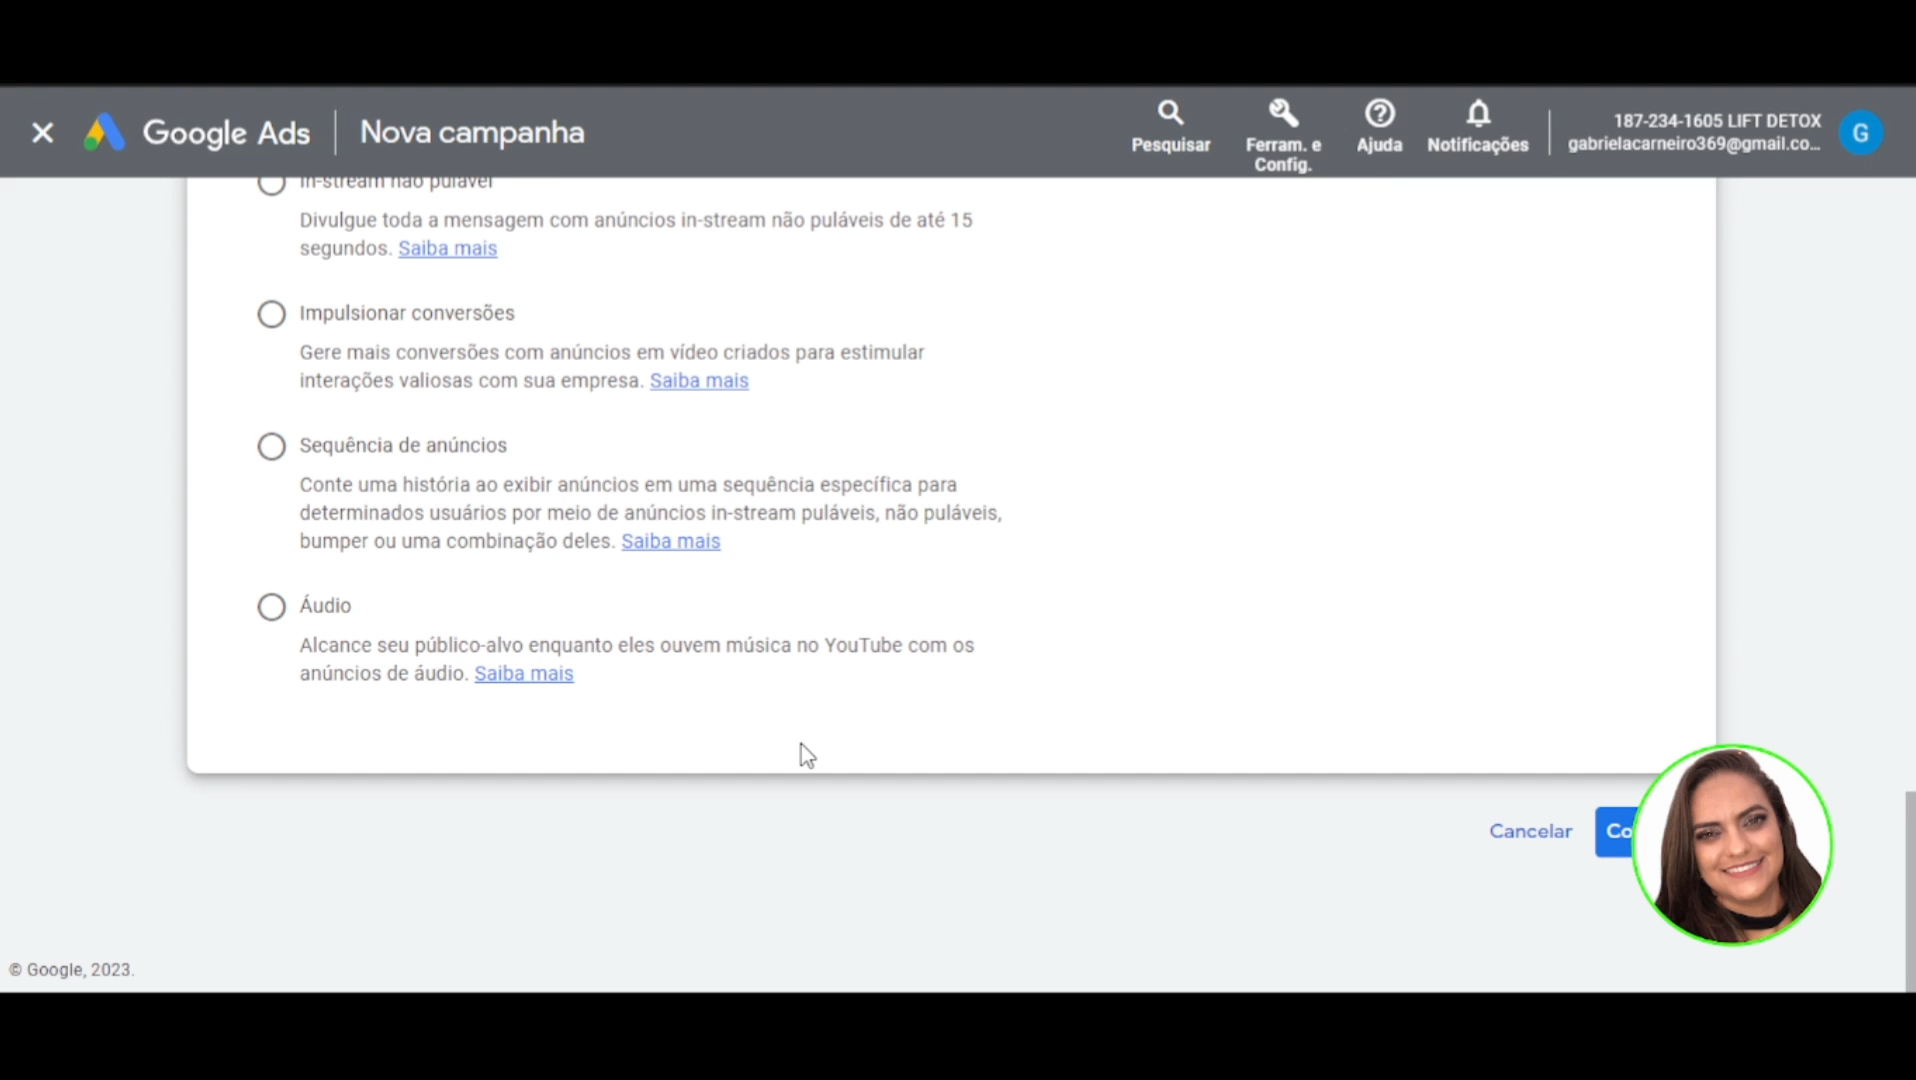 Google Ads
Nova campanha
Pesquisar
Ferram. e
Config.
Ajuda
Notificações
187-234-1605 LIFT DETOX
gabrielacarneiro369@gmail.co...
G
In-stream não pulável
Divulgue toda a mensagem com anúncios in-stream não puláveis de até 15
segundos. Saiba mais
Impulsionar conversões
Gere mais conversões com anúncios em vídeo criados para estimular
interações valiosas com sua empresa. Saiba mais
Sequência de anúncios
Conte uma história ao exibir anúncios em uma sequência específica para
determinados usuários por meio de anúncios in-stream puláveis, não puláveis,
bumper ou uma combinação deles. Saiba mais
Áudio
Alcance seu público-alvo enquanto eles ouvem música no YouTube com os
anúncios de áudio. Saiba mais
Cancelar
Co
© Google, 2023.